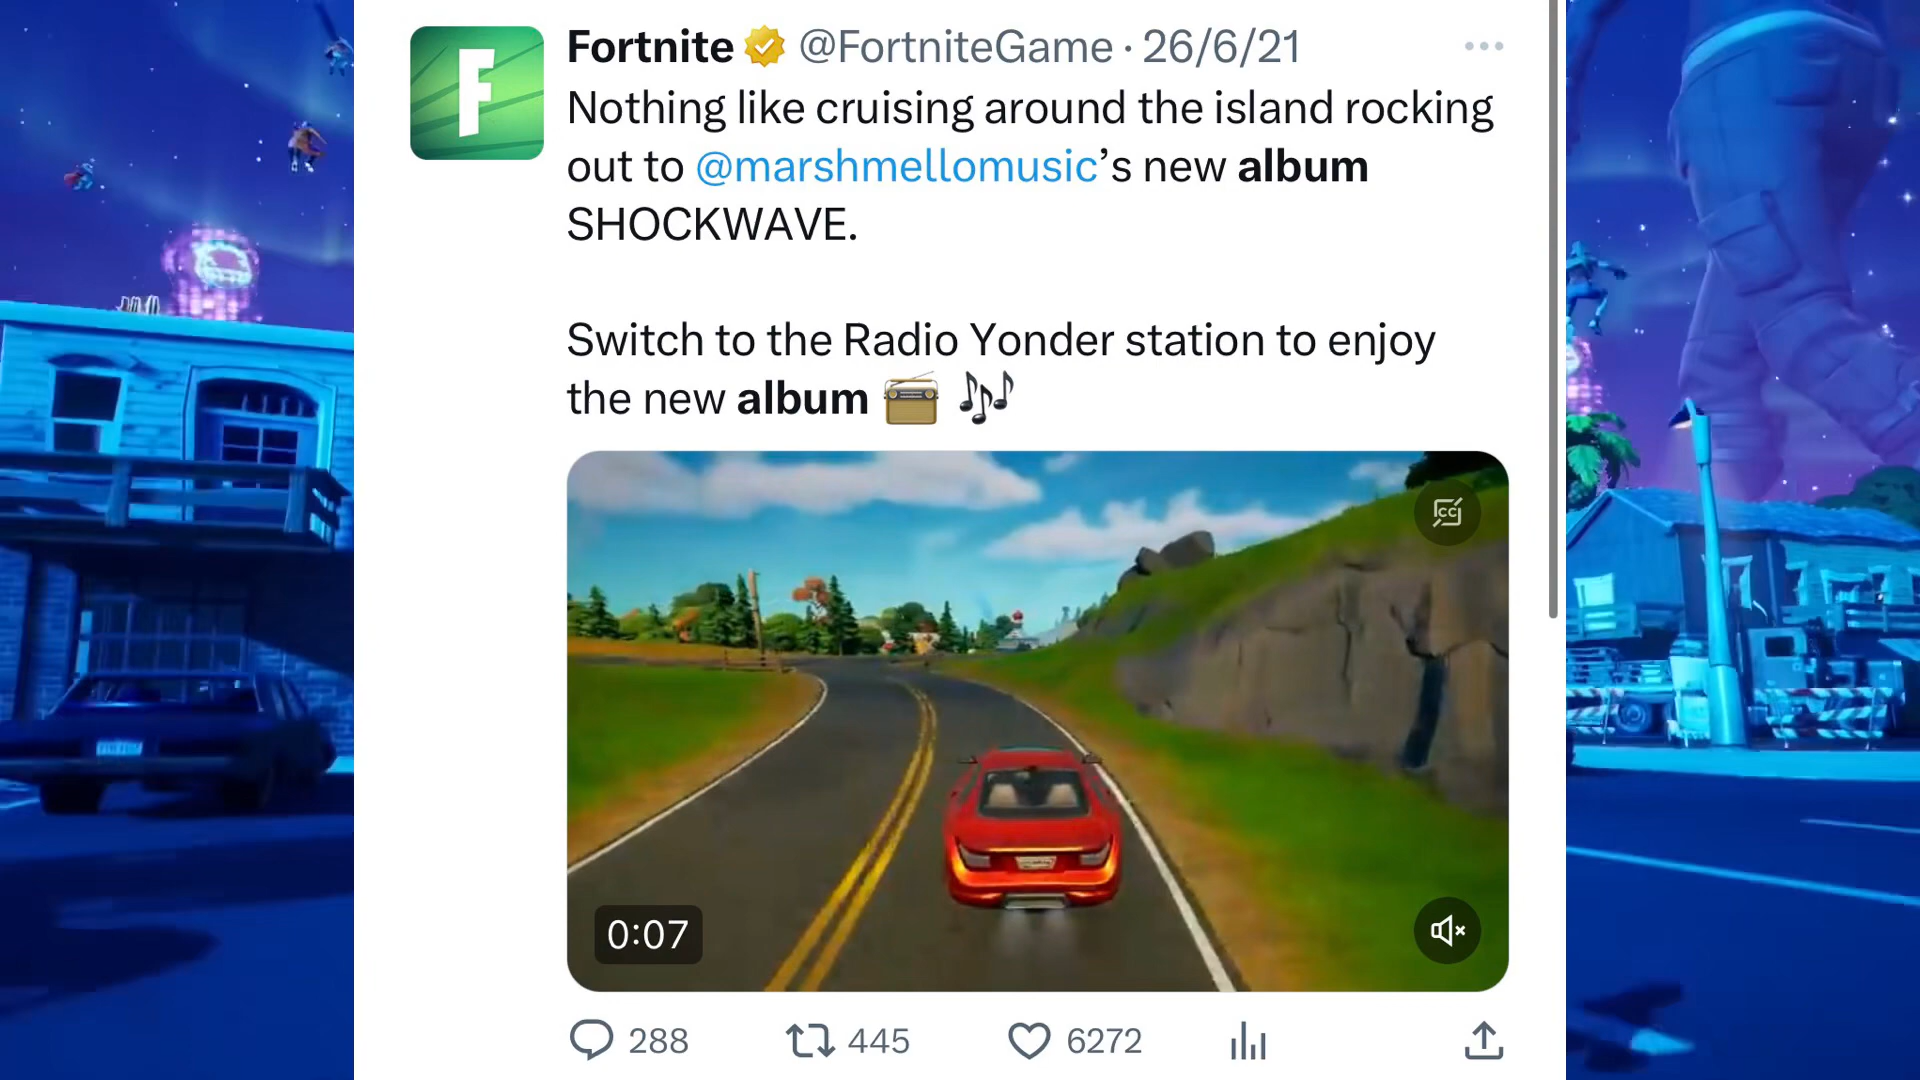 Fortnite @FortniteGame · 26/6/21
Nothing like cruising around the island rocking
out to @marshmellomusic’s new album
SHOCKWAVE.
Switch to the Radio Yonder station to enjoy
the new album
CC
0:07
288 445 6272